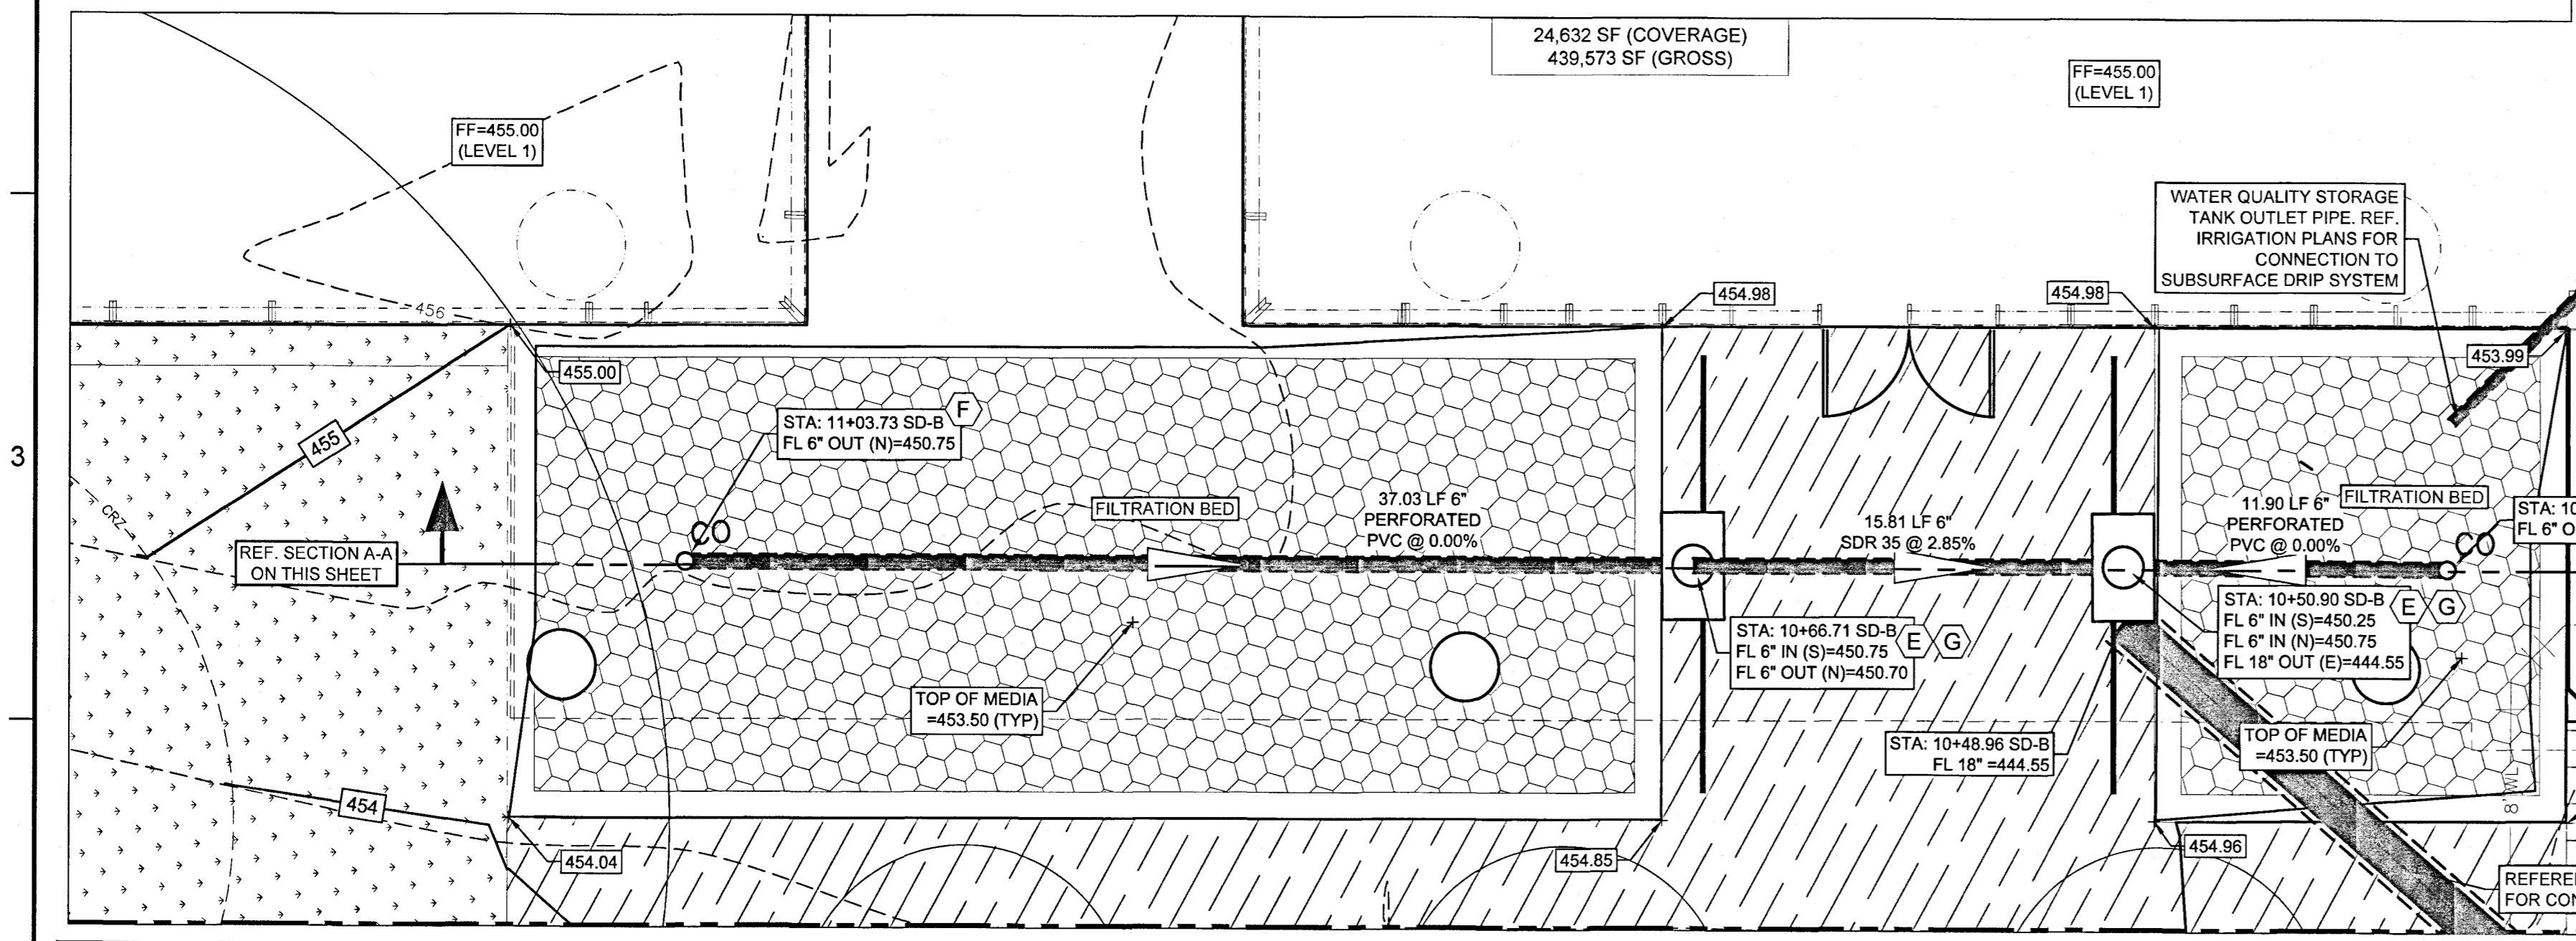 24,632 SF (COVERAGE)
439,573 SF (GROSS)
FF=455.00
(LEVEL 1)
FF=455.00
(LEVEL 1)
WATER QUALITY STORAGE
TANK OUTLET PIPE. REF.
IRRIGATION PLANS FOR
CONNECTION TO
SUBSURFACE DRIP SYSTEM
456
454.98
454.98
453.99
455.00
STA: 11+03.73 SD-B
FL 6" OUT (N)=450.75
F
455
3
CRZ
REF. SECTION A-A
ON THIS SHEET
CO
FILTRATION BED
37.03 LF 6"
PERFORATED
PVC @ 0.00%
15.81 LF 6"
SDR 35 @ 2.85%
11.90 LF 6"
PERFORATED
PVC @ 0.00%
FILTRATION BED
CO
STA: 10
FL 6" O
STA: 10+66.71 SD-B
FL 6" IN (S)=450.75
FL 6" OUT (N)=450.70
E
G
STA: 10+50.90 SD-B
FL 6" IN (S)=450.25
FL 6" IN (N)=450.75
FL 18" OUT (E)=444.55
E
G
TOP OF MEDIA
=453.50 (TYP)
STA: 10+48.96 SD-B
FL 18" =444.55
TOP OF MEDIA
=453.50 (TYP)
8' WL
454
454.04
454.85
454.96
REFERE
FOR CON